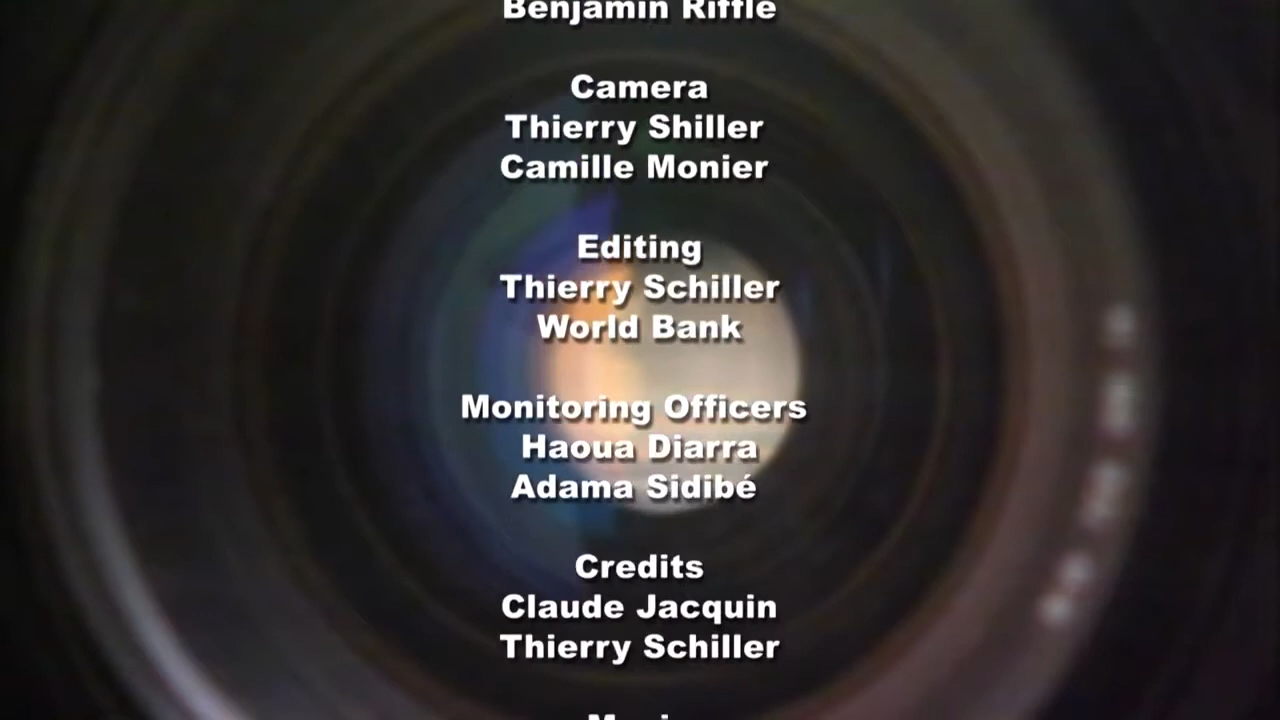 Benjamin Riffle
Camera
Thierry Shiller
Camille Monier
Editing
Thierry Schiller
World Bank
Monitoring Officers
Haoua Diarra
Adama Sidibé
Credits
Claude Jacquin
Thierry Schiller